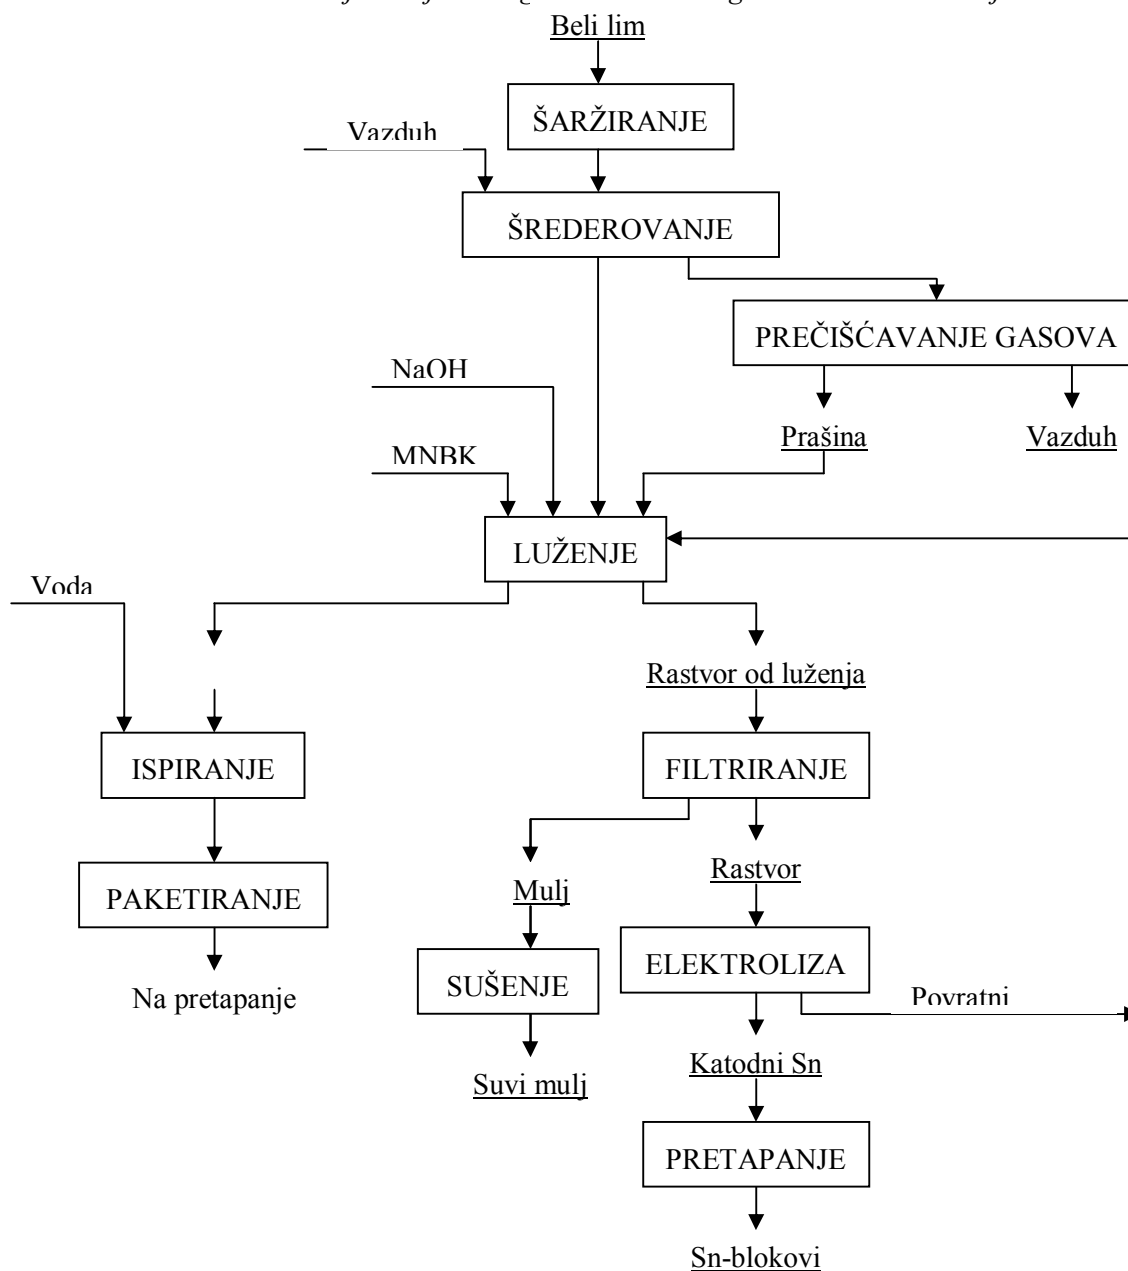 Beli lim
ŠARŽIRANJE
Vazduh
ŠREDEROVANJE
PREČIŠĆAVANJE GASOVA
NaOH
Prašina
Vazduh
MNBK
LUŽENJE
Voda
Rastvor od luženja
ISPIRANJE
FILTRIRANJE
Rastvor
Mulj
PAKETIRANJE
ELEKTROLIZA
SUŠENJE
Na pretapanje
Povratni
Katodni Sn
Suvi mulj
PRETAPANJE
Sn-blokovi